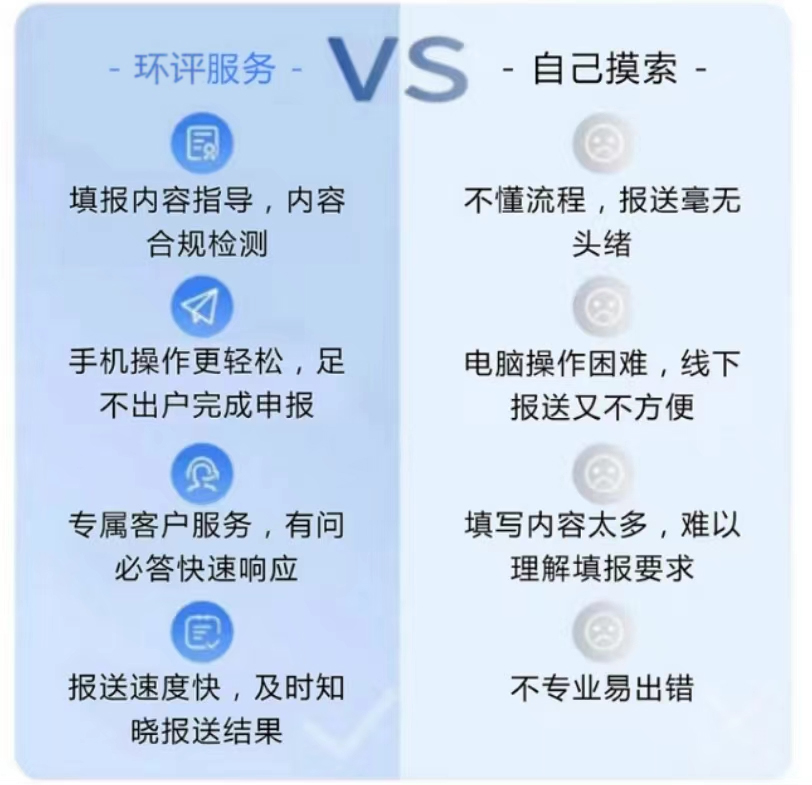 - 环评服务 -
VS
- 自己摸索 -
填报内容指导，内容
合规检测
不懂流程，报送毫无
头绪
手机操作更轻松，足
不出户完成申报
电脑操作困难，线下
报送又不方便
专属客户服务，有问
必答快速响应
填写内容太多，难以
理解填报要求
报送速度快，及时知
晓报送结果
不专业易出错